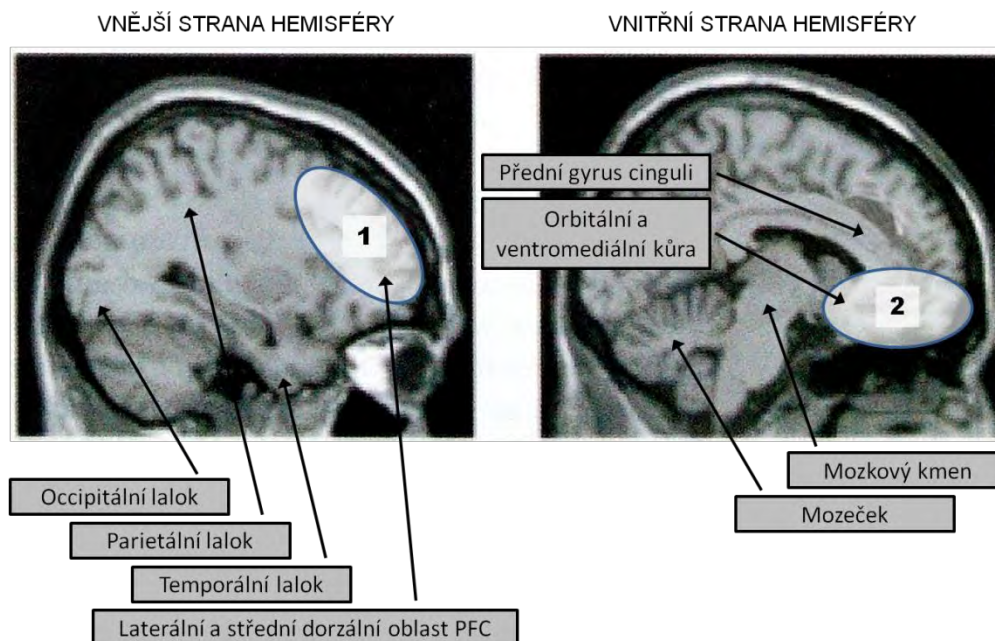 VNĚJŠÍ STRANA HEMISFÉRY
VNITŘNÍ STRANA HEMISFÉRY
1
Přední gyrus cinguli
Orbitální a
ventromediální kůra
2
Occipitální lalok
Parietální lalok
Temporální lalok
Laterální a střední dorzální oblast PFC
Mozkový kmen
Mozeček